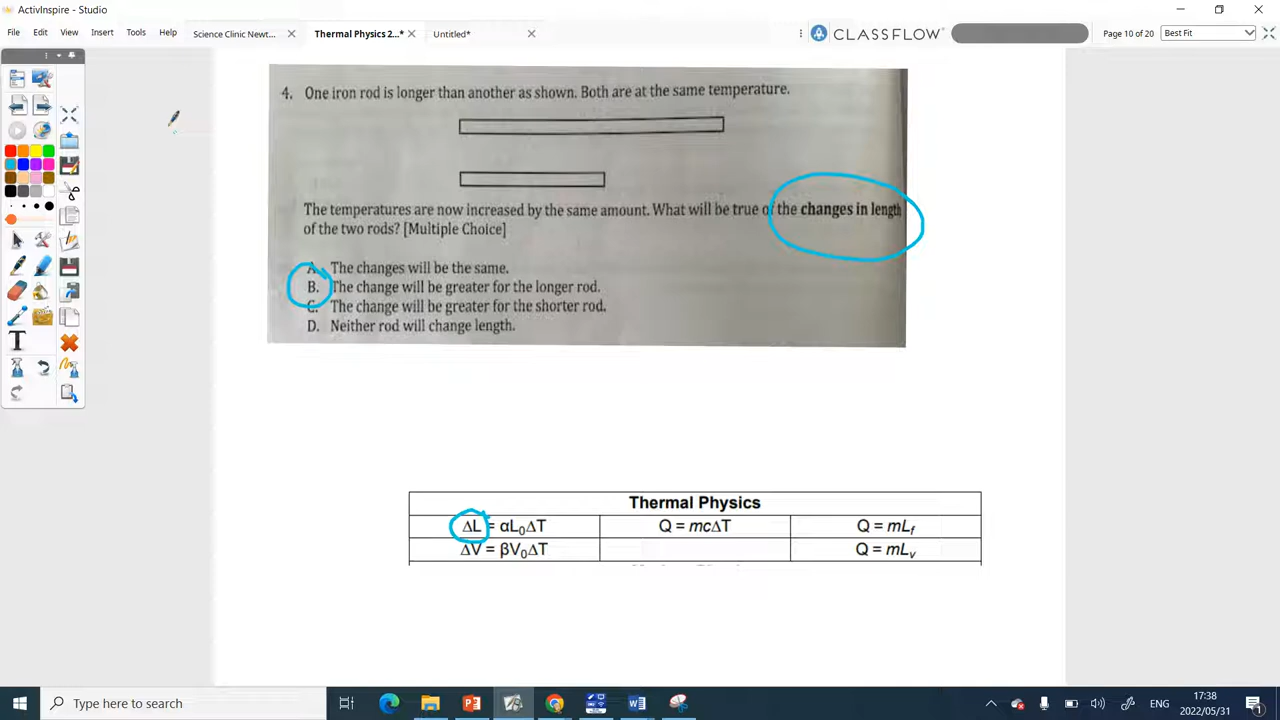 ActivInspire - Studio
File Edit View Insert Tools Help
Science Clinic Newt... Thermal Physics 2...* Untitled*
CLASSFLOW
Page 10 of 20 Best Fit
4. One iron rod is longer than another as shown. Both are at the same temperature.
The temperatures are now increased by the same amount. What will be true of the changes in length
of the two rods? [Multiple Choice]
A. The changes will be the same.
B. The change will be greater for the longer rod.
C. The change will be greater for the shorter rod.
D. Neither rod will change length.
Thermal Physics
ΔL = αL₀ΔT Q = mcΔT Q = mLf
ΔV = βV₀ΔT Q = mLv
Type here to search
ENG
17:38
2022/05/31